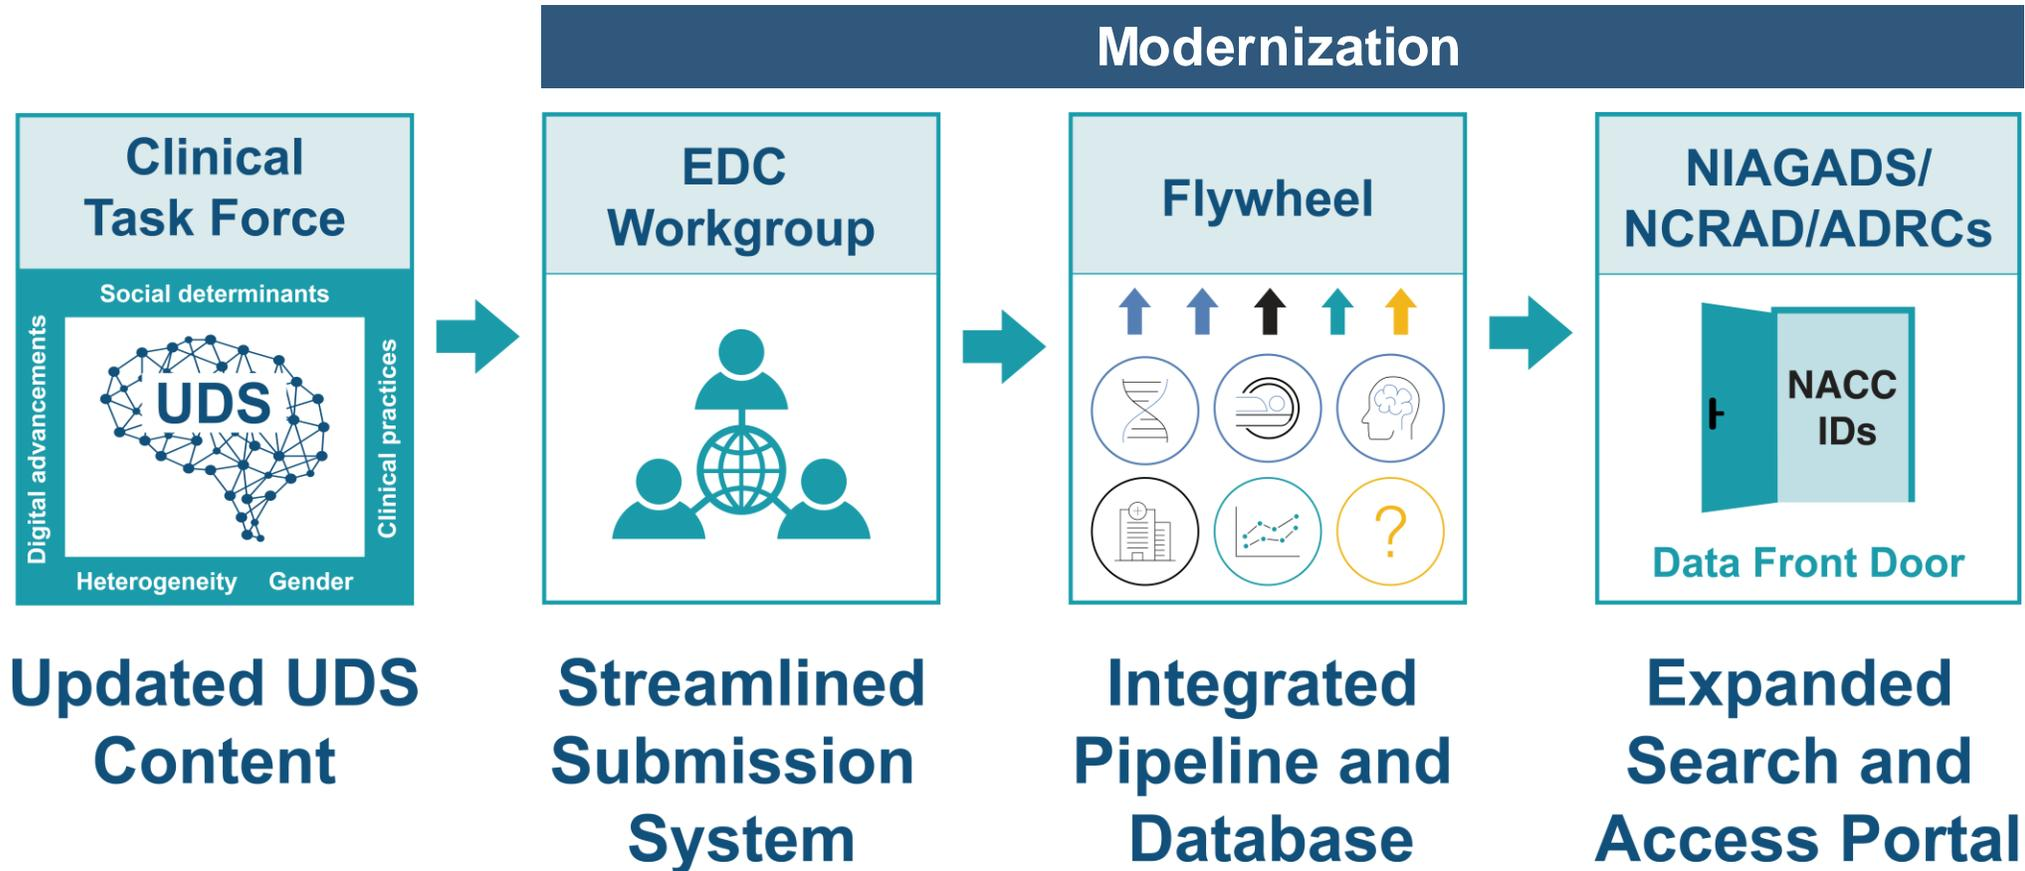 Modernization
Clinical
Task Force
Social determinants
Digital advancements
UDS
Clinical practices
Heterogeneity Gender
Updated UDS
Content
EDC
Workgroup
Streamlined
Submission
System
Flywheel
?
Integrated
Pipeline and
Database
NIAGADS/
NCRAD/ADRCs
NACC
IDs
Data Front Door
Expanded
Search and
Access Portal